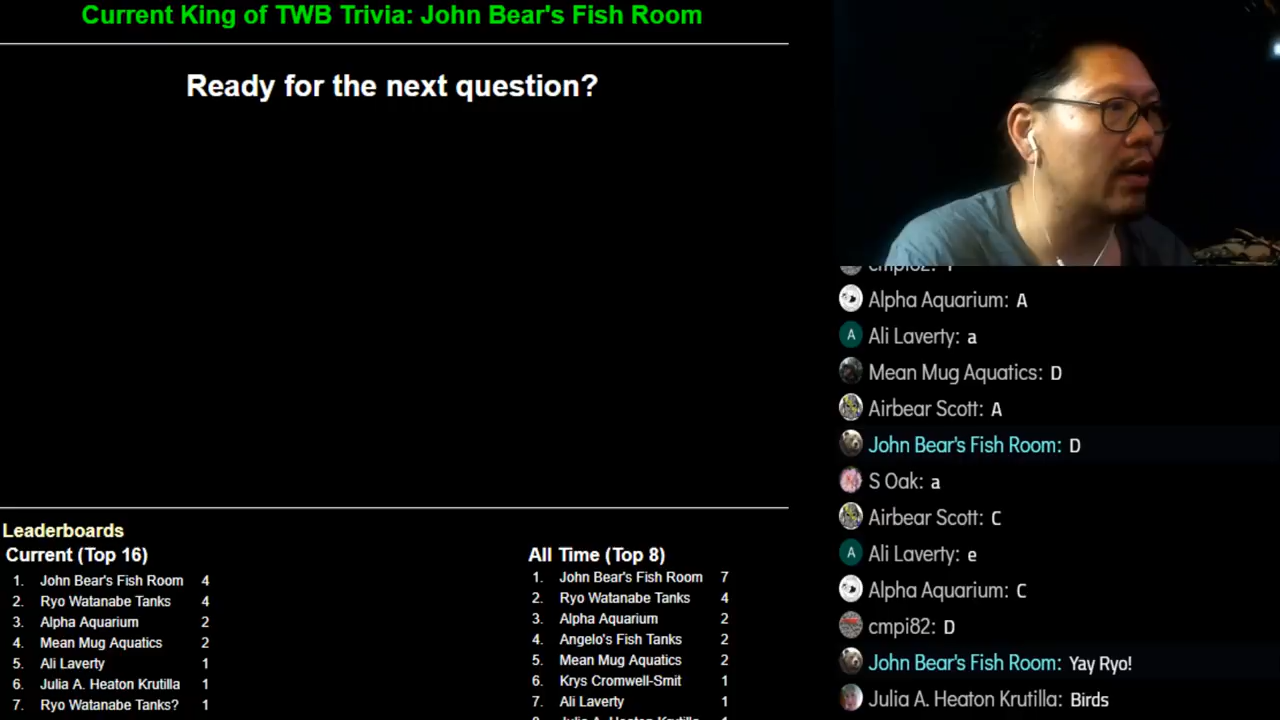 Current King of TWB Trivia: John Bear's Fish Room
Ready for the next question?
Alpha Aquarium: A
A Ali Laverty: a
Mean Mug Aquatics: D
Airbear Scott: A
John Bear's Fish Room: D
S Oak: a
Airbear Scott: C
A Ali Laverty: e
Alpha Aquarium: C
cmpi82: D
John Bear's Fish Room: Yay Ryo!
Julia A. Heaton Krutilla: Birds
Leaderboards
Current (Top 16)
1. John Bear's Fish Room 4
2. Ryo Watanabe Tanks 4
3. Alpha Aquarium 2
4. Mean Mug Aquatics 2
5. Ali Laverty 1
6. Julia A. Heaton Krutilla 1
7. Ryo Watanabe Tanks? 1
All Time (Top 8)
1. John Bear's Fish Room 7
2. Ryo Watanabe Tanks 4
3. Alpha Aquarium 2
4. Angelo's Fish Tanks 2
5. Mean Mug Aquatics 2
6. Krys Cromwell-Smit 1
7. Ali Laverty 1
8. Julia A. Heaton Krutilla 1